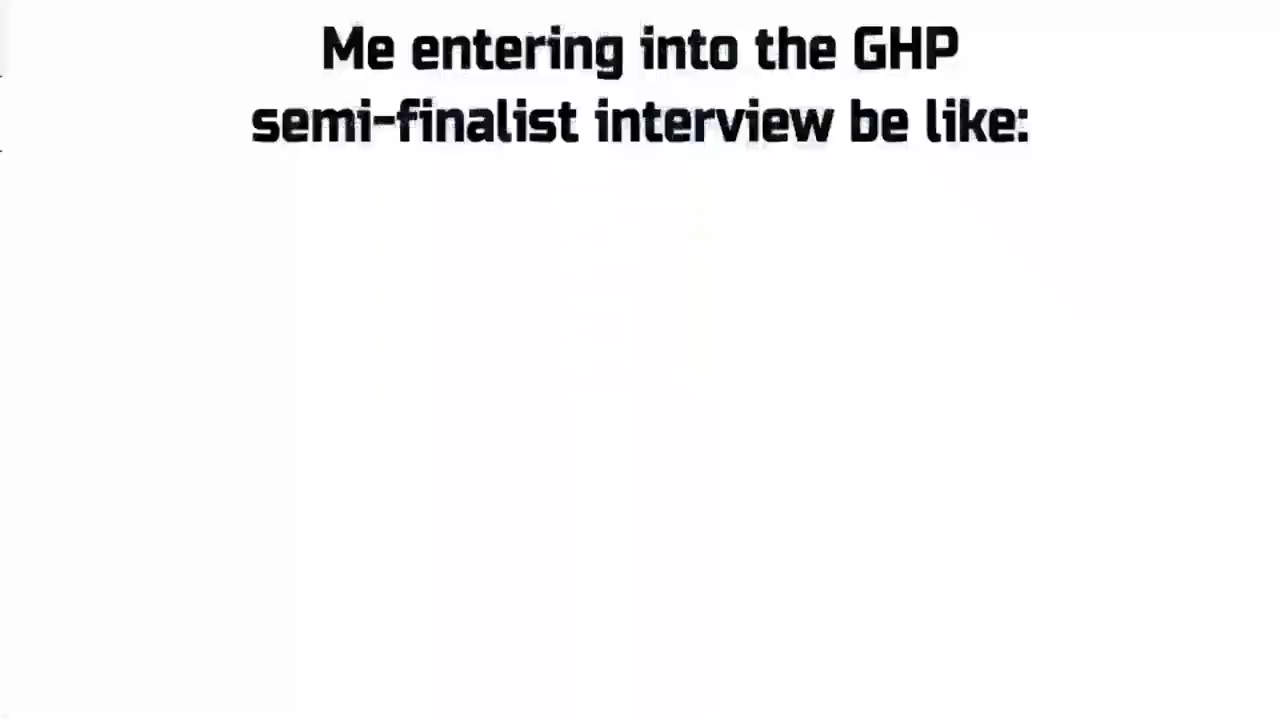 Me entering into the GHP
semi-finalist interview be like: